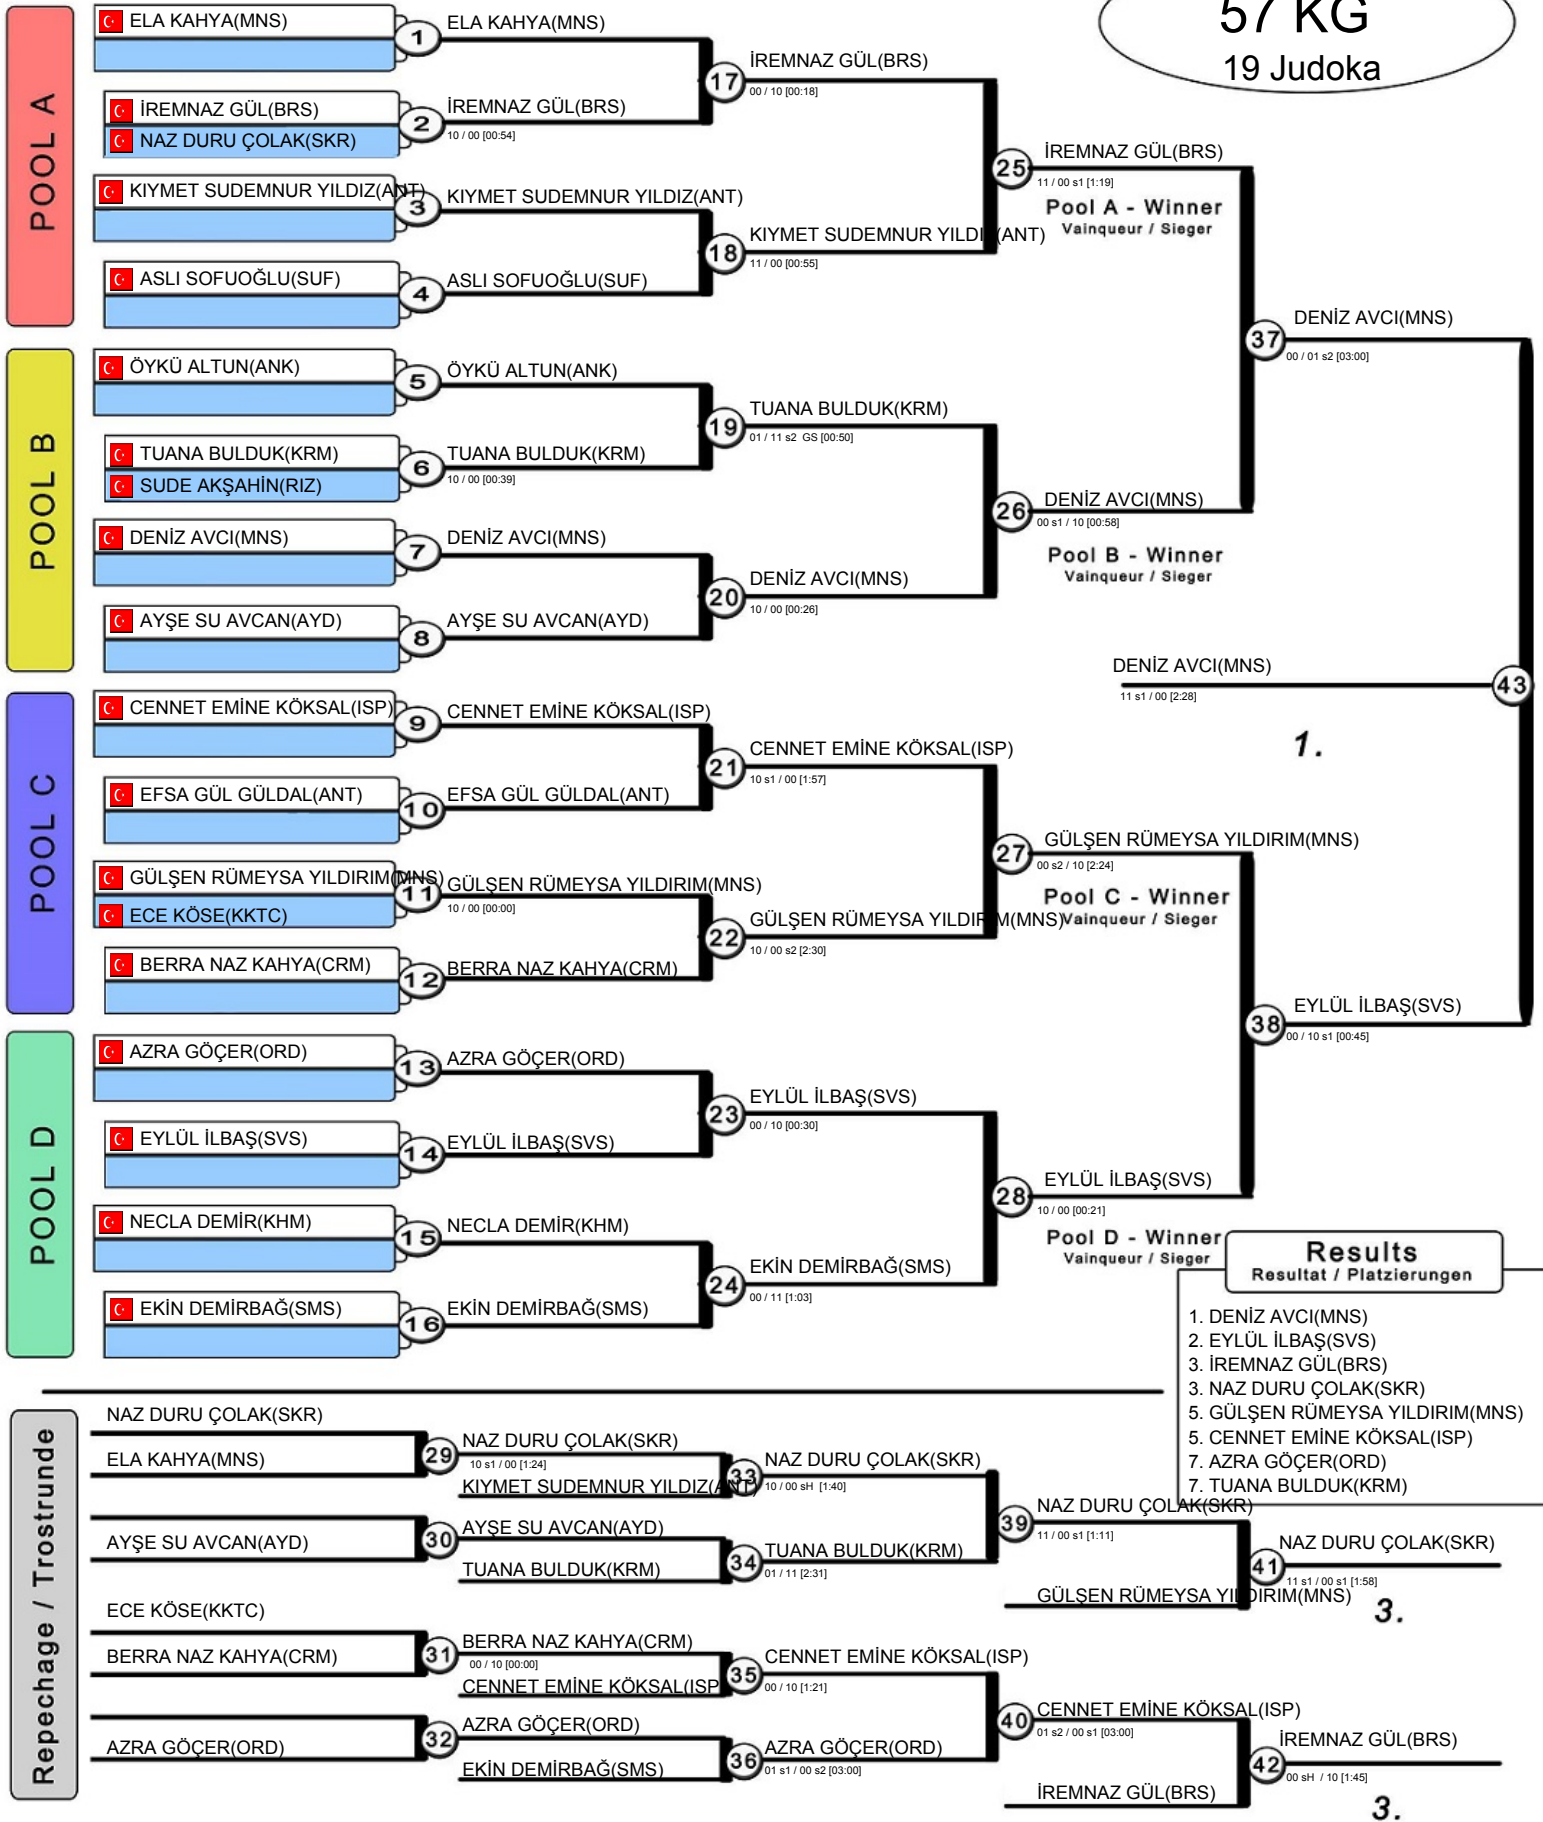 57 KG
19 Judoka
POOL A
ELA KAHYA(MNS)
1
İREMNAZ GÜL(BRS)
NAZ DURU ÇOLAK(SKR)
2
KIYMET SUDEMNUR YILDIZ(ANT)
3
ASLI SOFUOĞLU(SUF)
4
POOL B
ÖYKÜ ALTUN(ANK)
5
TUANA BULDUK(KRM)
SUDE AKŞAHİN(RIZ)
6
DENİZ AVCI(MNS)
7
AYŞE SU AVCAN(AYD)
8
POOL C
CENNET EMİNE KÖKSAL(ISP)
9
EFSA GÜL GÜLDAL(ANT)
10
GÜLŞEN RÜMEYSA YILDIRIM(MNS)
ECE KÖSE(KKTC)
11
BERRA NAZ KAHYA(CRM)
12
POOL D
AZRA GÖÇER(ORD)
13
EYLÜL İLBAŞ(SVS)
14
NECLA DEMİR(KHM)
15
EKİN DEMİRBAĞ(SMS)
16
ELA KAHYA(MNS)
İREMNAZ GÜL(BRS)
10 / 00 [00:54]
KIYMET SUDEMNUR YILDIZ(ANT)
ASLI SOFUOĞLU(SUF)
ÖYKÜ ALTUN(ANK)
TUANA BULDUK(KRM)
10 / 00 [00:39]
DENİZ AVCI(MNS)
AYŞE SU AVCAN(AYD)
CENNET EMİNE KÖKSAL(ISP)
EFSA GÜL GÜLDAL(ANT)
GÜLŞEN RÜMEYSA YILDIRIM(MNS)
10 / 00 [00:00]
BERRA NAZ KAHYA(CRM)
AZRA GÖÇER(ORD)
EYLÜL İLBAŞ(SVS)
NECLA DEMİR(KHM)
EKİN DEMİRBAĞ(SMS)
17
İREMNAZ GÜL(BRS)
00 / 10 [00:18]
18
KIYMET SUDEMNUR YILDIZ(ANT)
11 / 00 [00:55]
19
TUANA BULDUK(KRM)
01 / 11 s2 GS [00:50]
20
DENİZ AVCI(MNS)
10 / 00 [00:26]
21
CENNET EMİNE KÖKSAL(ISP)
10 s1 / 00 [1:57]
22
GÜLŞEN RÜMEYSA YILDIRIM(MNS)
10 / 00 s2 [2:30]
23
EYLÜL İLBAŞ(SVS)
00 / 10 [00:30]
24
EKİN DEMİRBAĞ(SMS)
00 / 11 [1:03]
25
İREMNAZ GÜL(BRS)
11 / 00 s1 [1:19]
Pool A - Winner
Vainqueur / Sieger
26
DENİZ AVCI(MNS)
00 s1 / 10 [00:58]
Pool B - Winner
Vainqueur / Sieger
27
GÜLŞEN RÜMEYSA YILDIRIM(MNS)
00 s2 / 10 [2:24]
Pool C - Winner
Vainqueur / Sieger
28
EYLÜL İLBAŞ(SVS)
10 / 00 [00:21]
Pool D - Winner
Vainqueur / Sieger
37
DENİZ AVCI(MNS)
00 / 01 s2 [03:00]
38
EYLÜL İLBAŞ(SVS)
00 / 10 s1 [00:45]
DENİZ AVCI(MNS)
43
11 s1 / 00 [2:28]
1.
Results
Resultat / Platzierungen
1. DENİZ AVCI(MNS)
2. EYLÜL İLBAŞ(SVS)
3. İREMNAZ GÜL(BRS)
3. NAZ DURU ÇOLAK(SKR)
5. GÜLŞEN RÜMEYSA YILDIRIM(MNS)
5. CENNET EMİNE KÖKSAL(ISP)
7. AZRA GÖÇER(ORD)
7. TUANA BULDUK(KRM)
Repechage / Trostrunde
NAZ DURU ÇOLAK(SKR)
ELA KAHYA(MNS)
29
AYŞE SU AVCAN(AYD)
30
ECE KÖSE(KKTC)
BERRA NAZ KAHYA(CRM)
31
AZRA GÖÇER(ORD)
32
NAZ DURU ÇOLAK(SKR)
10 s1 / 00 [1:24]
KIYMET SUDEMNUR YILDIZ(ANT)
33
AYŞE SU AVCAN(AYD)
TUANA BULDUK(KRM)
34
BERRA NAZ KAHYA(CRM)
00 / 10 [00:00]
CENNET EMİNE KÖKSAL(ISP
35
AZRA GÖÇER(ORD)
EKİN DEMİRBAĞ(SMS)
36
NAZ DURU ÇOLAK(SKR)
10 / 00 sH [1:40]
TUANA BULDUK(KRM)
01 / 11 [2:31]
CENNET EMİNE KÖKSAL(ISP)
00 / 10 [1:21]
AZRA GÖÇER(ORD)
01 s1 / 00 s2 [03:00]
39
NAZ DURU ÇOLAK(SKR)
11 / 00 s1 [1:11]
GÜLŞEN RÜMEYSA YILDIRIM(MNS)
40
CENNET EMİNE KÖKSAL(ISP)
01 s2 / 00 s1 [03:00]
İREMNAZ GÜL(BRS)
41
NAZ DURU ÇOLAK(SKR)
11 s1 / 00 s1 [1:58]
3.
42
İREMNAZ GÜL(BRS)
00 sH / 10 [1:45]
3.